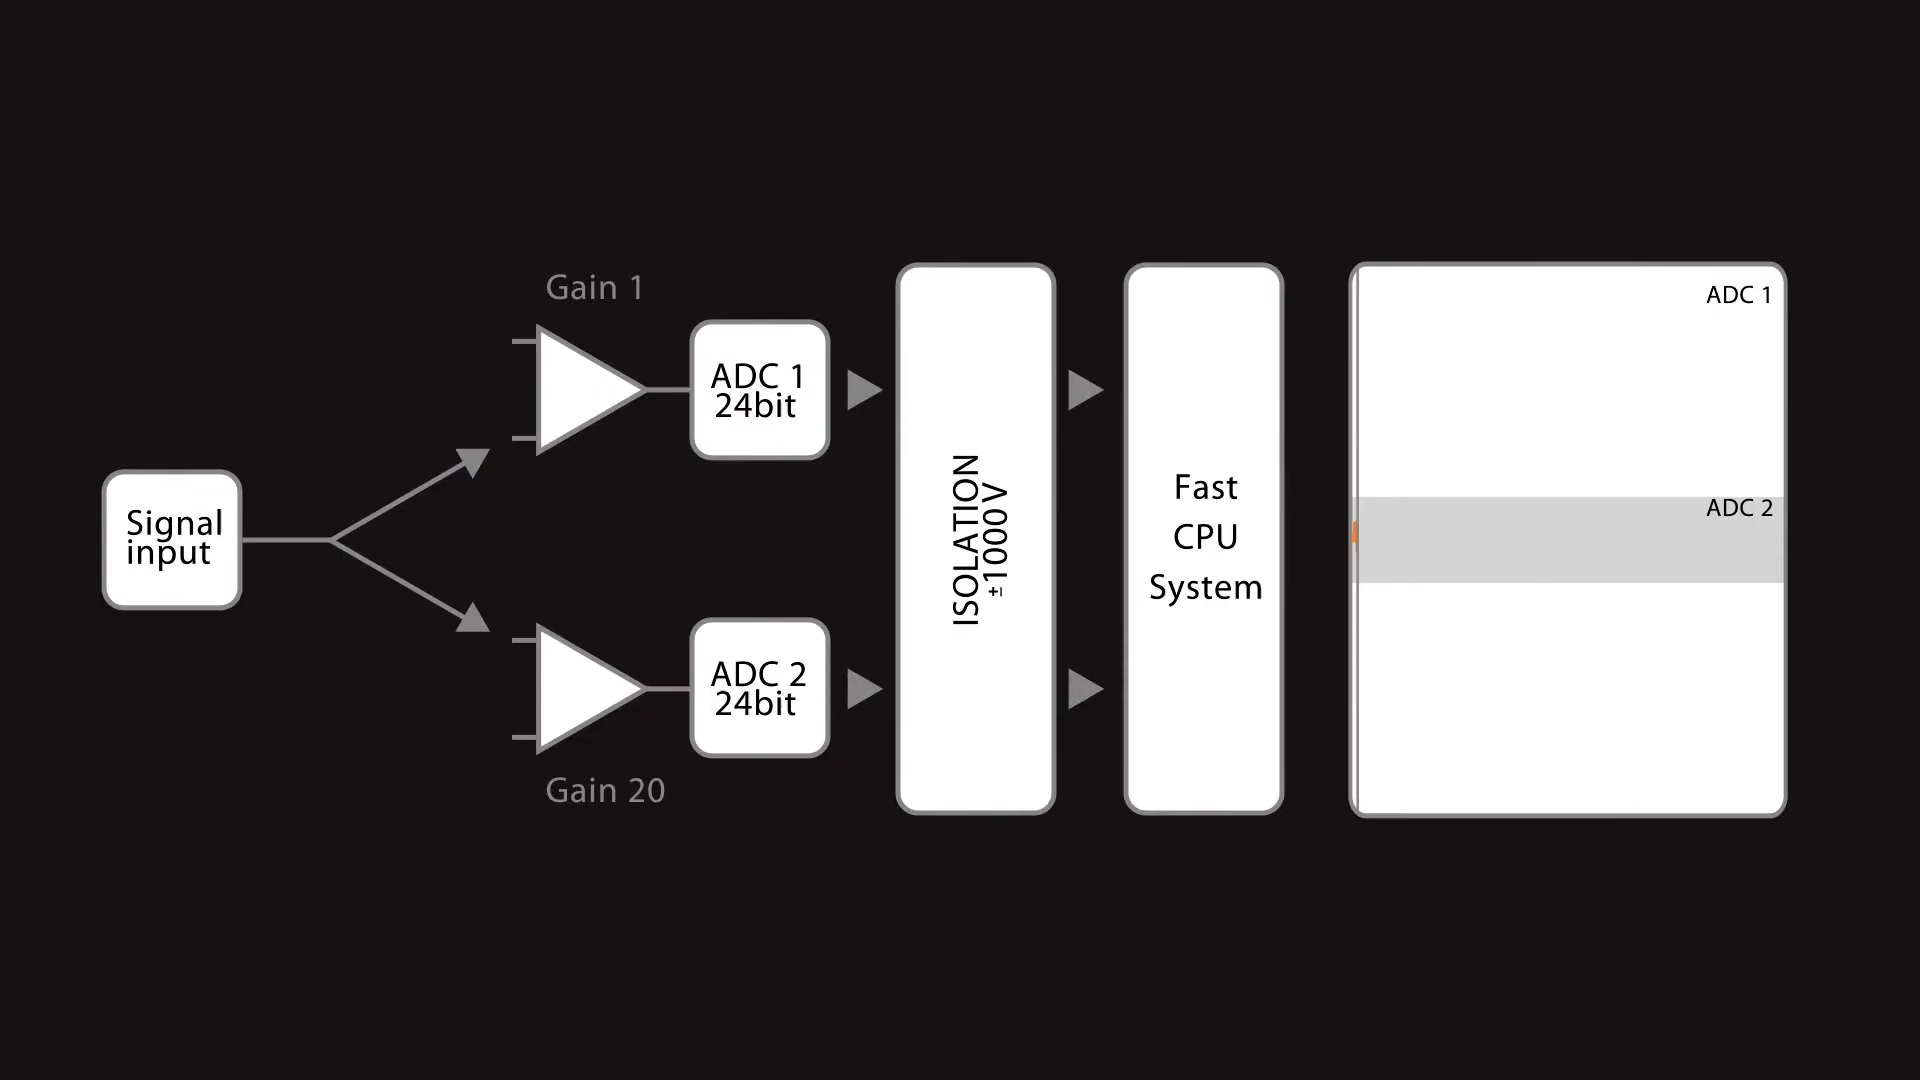 Signal
input
Gain 1
ADC 1
24bit
ADC 2
24bit
Gain 20
ISOLATION
±1000 V
Fast
CPU
System
ADC 1
ADC 2